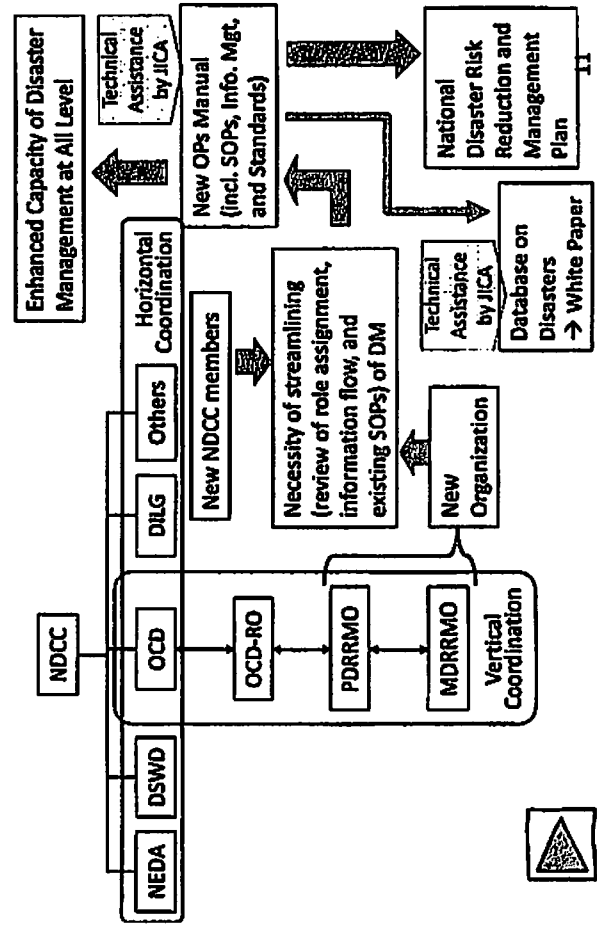 NDCC
NEDA
DSWD
OCD
DILG
Others
Horizontal
Coordination
OCD-RO
PDRRMO
MDRRMO
Vertical
Coordination
New NDCC members
Necessity of streamlining
(review of role assignment,
information flow, and
existing SOPs) of DM
New
Organization
Enhanced Capacity of Disaster
Management at All Level
Technical
Assistance
by JICA
New OPs Manual
(incl. SOPs, Info. Mgt,
and Standards)
Technical
Assistance
by JICA
Database on
Disasters
→ White Paper
National
Disaster Risk
Reduction and
Management
Plan
11